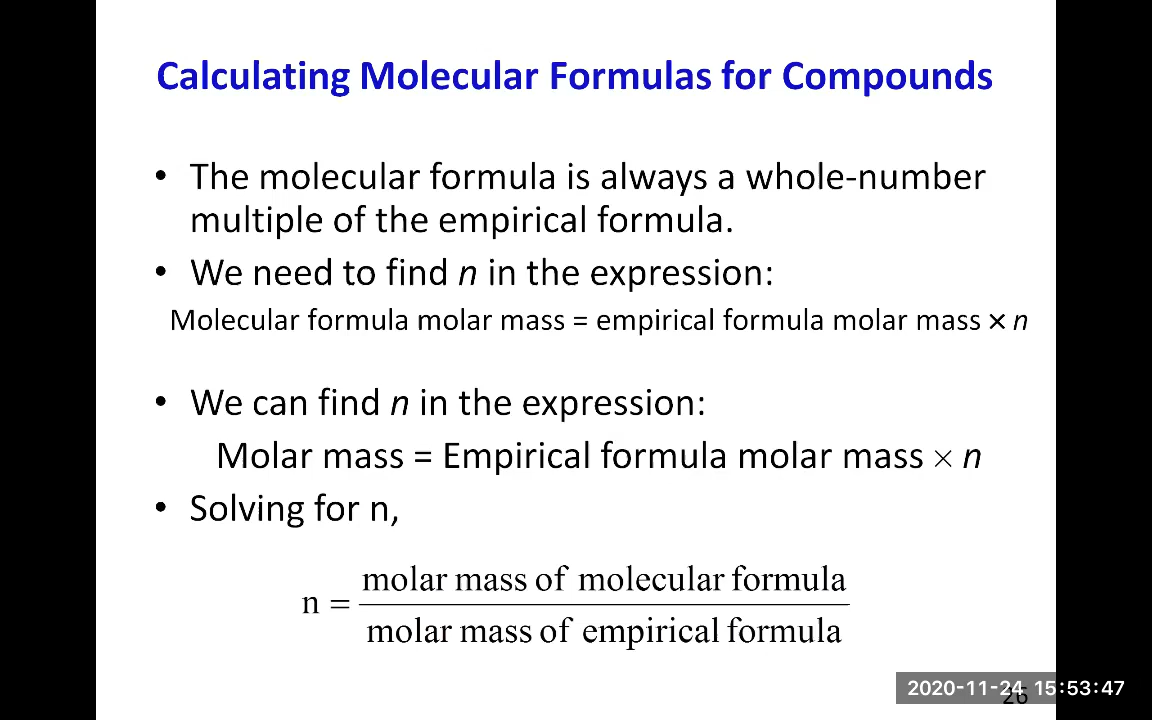 Calculating Molecular Formulas for Compounds
• The molecular formula is always a whole-number
multiple of the empirical formula.
• We need to find n in the expression:
Molecular formula molar mass = empirical formula molar mass × n
• We can find n in the expression:
Molar mass = Empirical formula molar mass × n
• Solving for n,
n = molar mass of molecular formula
molar mass of empirical formula
2020-11-24 15:53:47
26